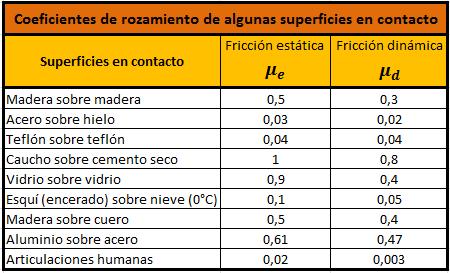 Coeficientes de rozamiento de algunas superficies en contacto
Superficies en contacto
Fricción estática
Fricción dinámica
μe
μd
Madera sobre madera 0,5 0,3
Acero sobre hielo 0,03 0,02
Teflón sobre teflón 0,04 0,04
Caucho sobre cemento seco 1 0,8
Vidrio sobre vidrio 0,9 0,4
Esquí (encerado) sobre nieve (0°C) 0,1 0,05
Madera sobre cuero 0,5 0,4
Aluminio sobre acero 0,61 0,47
Articulaciones humanas 0,02 0,003